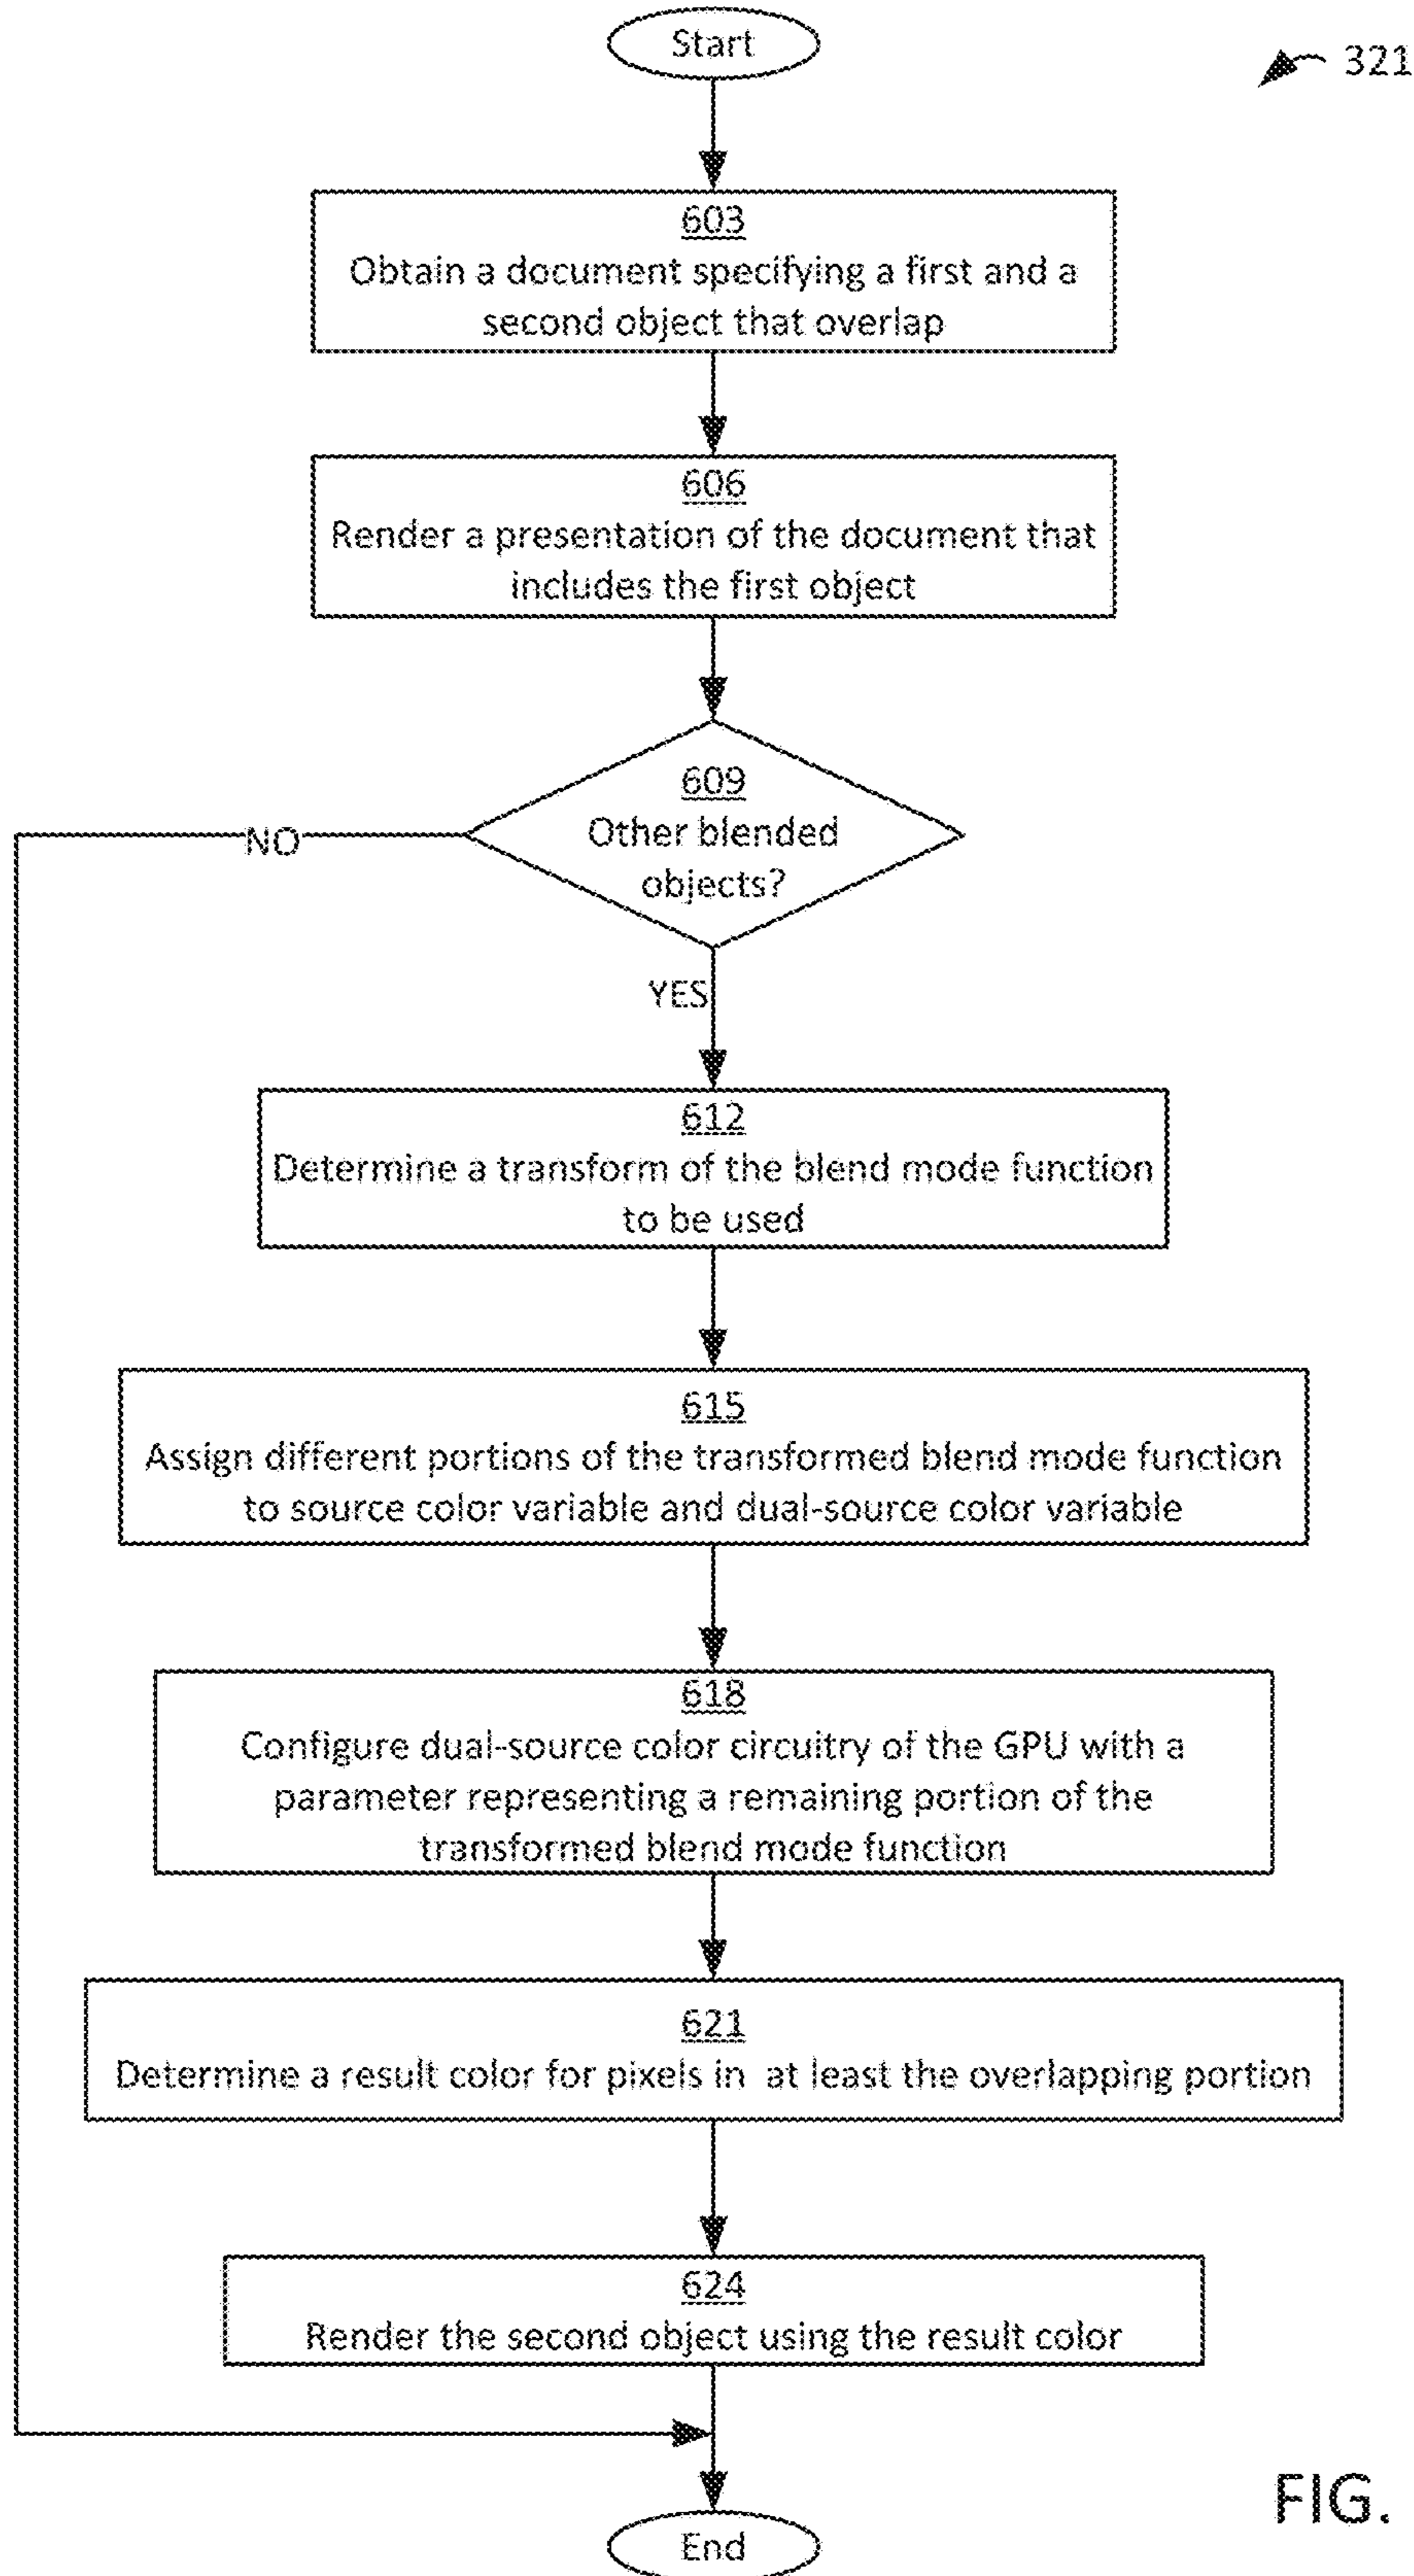 Start
321
603
Obtain a document specifying a first and a
second object that overlap
606
Render a presentation of the document that
includes the first object
609
Other blended
objects?
NO
YES
612
Determine a transform of the blend mode function
to be used
615
Assign different portions of the transformed blend mode function
to source color variable and dual-source color variable
618
Configure dual-source color circuitry of the GPU with a
parameter representing a remaining portion of the
transformed blend mode function
621
Determine a result color for pixels in at least the overlapping portion
624
Render the second object using the result color
End
FIG.